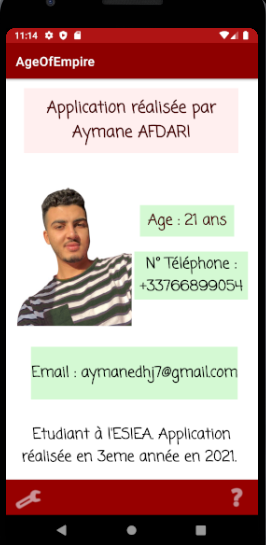 11:14
AgeOfEmpire
Application réalisée par
Aymane AFDARI
Age : 21 ans
N° Téléphone :
+33766899054
Email : aymanedhj7@gmail.com
Etudiant à l'ESIEA. Application
réalisée en 3eme année en 2021.
?